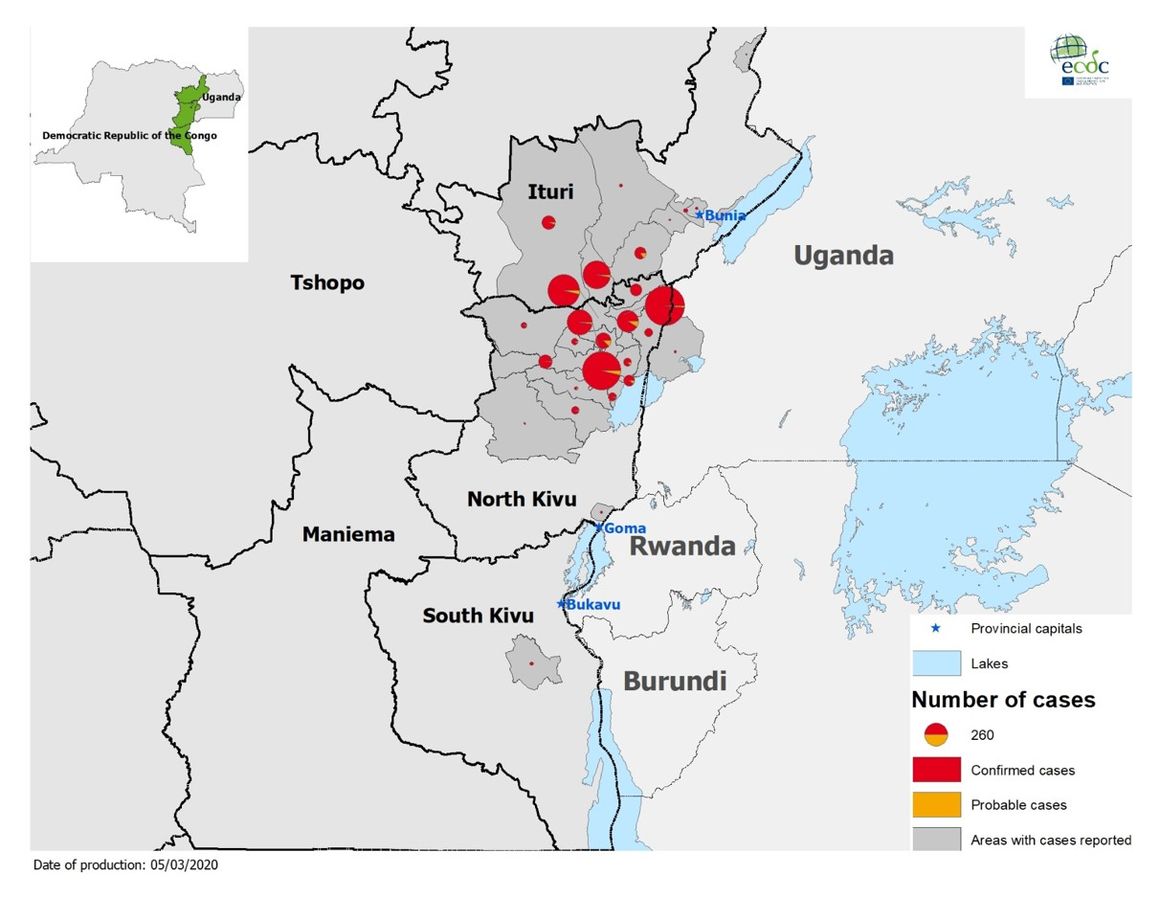 Uganda
Democratic Republic of the Congo
ecdc
Ituri
Bunia
Uganda
Tshopo
North Kivu
Goma
Maniema
Rwanda
Bukavu
South Kivu
Burundi
Provincial capitals
Lakes
Number of cases
260
Confirmed cases
Probable cases
Areas with cases reported
Date of production: 05/03/2020